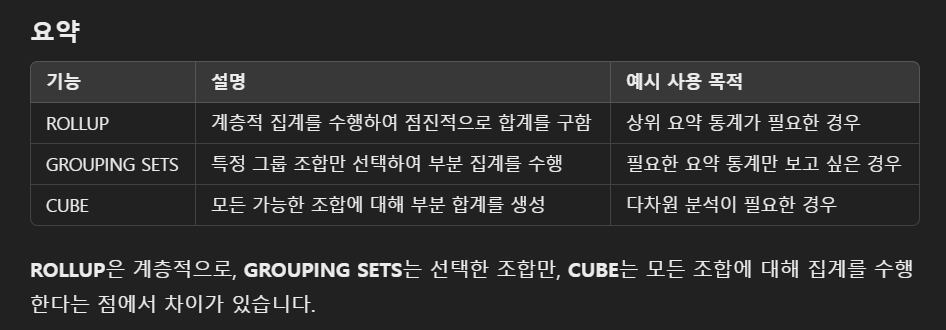 요약
기능 설명 예시 사용 목적
ROLLUP 계층적 집계를 수행하여 점진적으로 합계를 구함 상위 요약 통계가 필요한 경우
GROUPING SETS 특정 그룹 조합만 선택하여 부분 집계를 수행 필요한 요약 통계만 보고 싶은 경우
CUBE 모든 가능한 조합에 대해 부분 합계를 생성 다차원 분석이 필요한 경우
ROLLUP은 계층적으로, GROUPING SETS는 선택한 조합만, CUBE는 모든 조합에 대해 집계를 수행
한다는 점에서 차이가 있습니다.